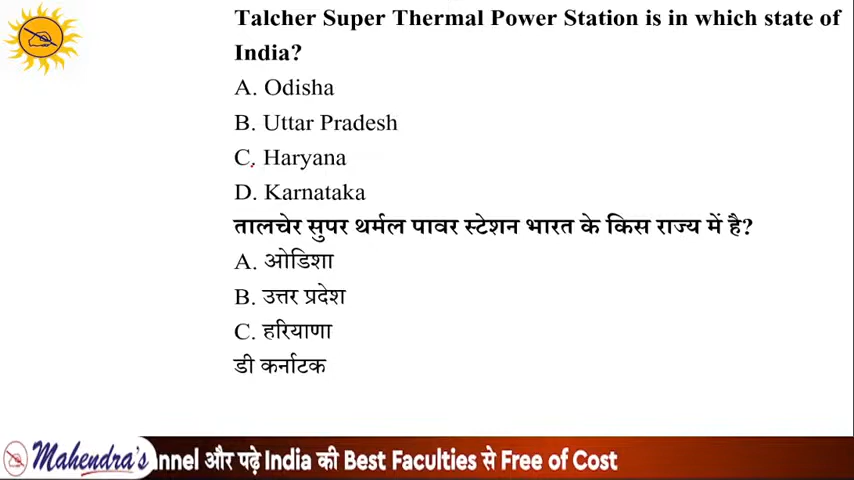 Talcher Super Thermal Power Station is in which state of
India?
A. Odisha
B. Uttar Pradesh
C. Haryana
D. Karnataka
तालचेर सुपर थर्मल पावर स्टेशन भारत के किस राज्य में है?
A. ओडिशा
B. उत्तर प्रदेश
C. हरियाणा
डी कर्नाटक
Mahendra's nnel और पढ़े India की Best Faculties से Free of Cost